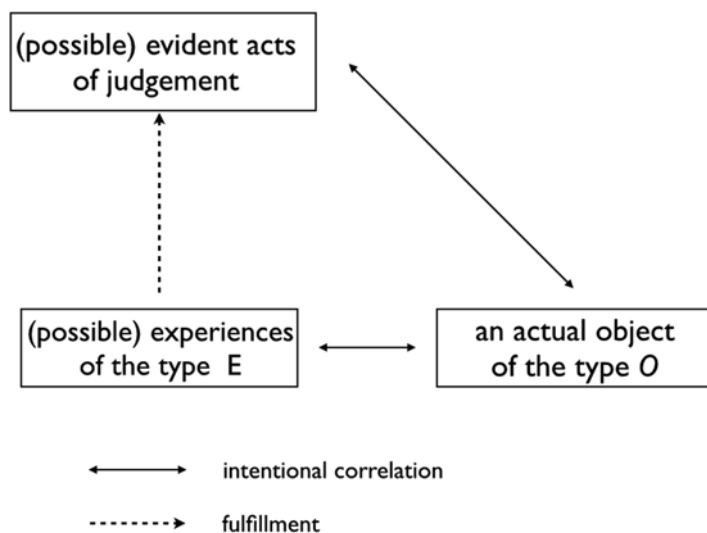 (possible) evident acts
of judgement
(possible) experiences
of the type E
an actual object
of the type O
intentional correlation
fulfillment